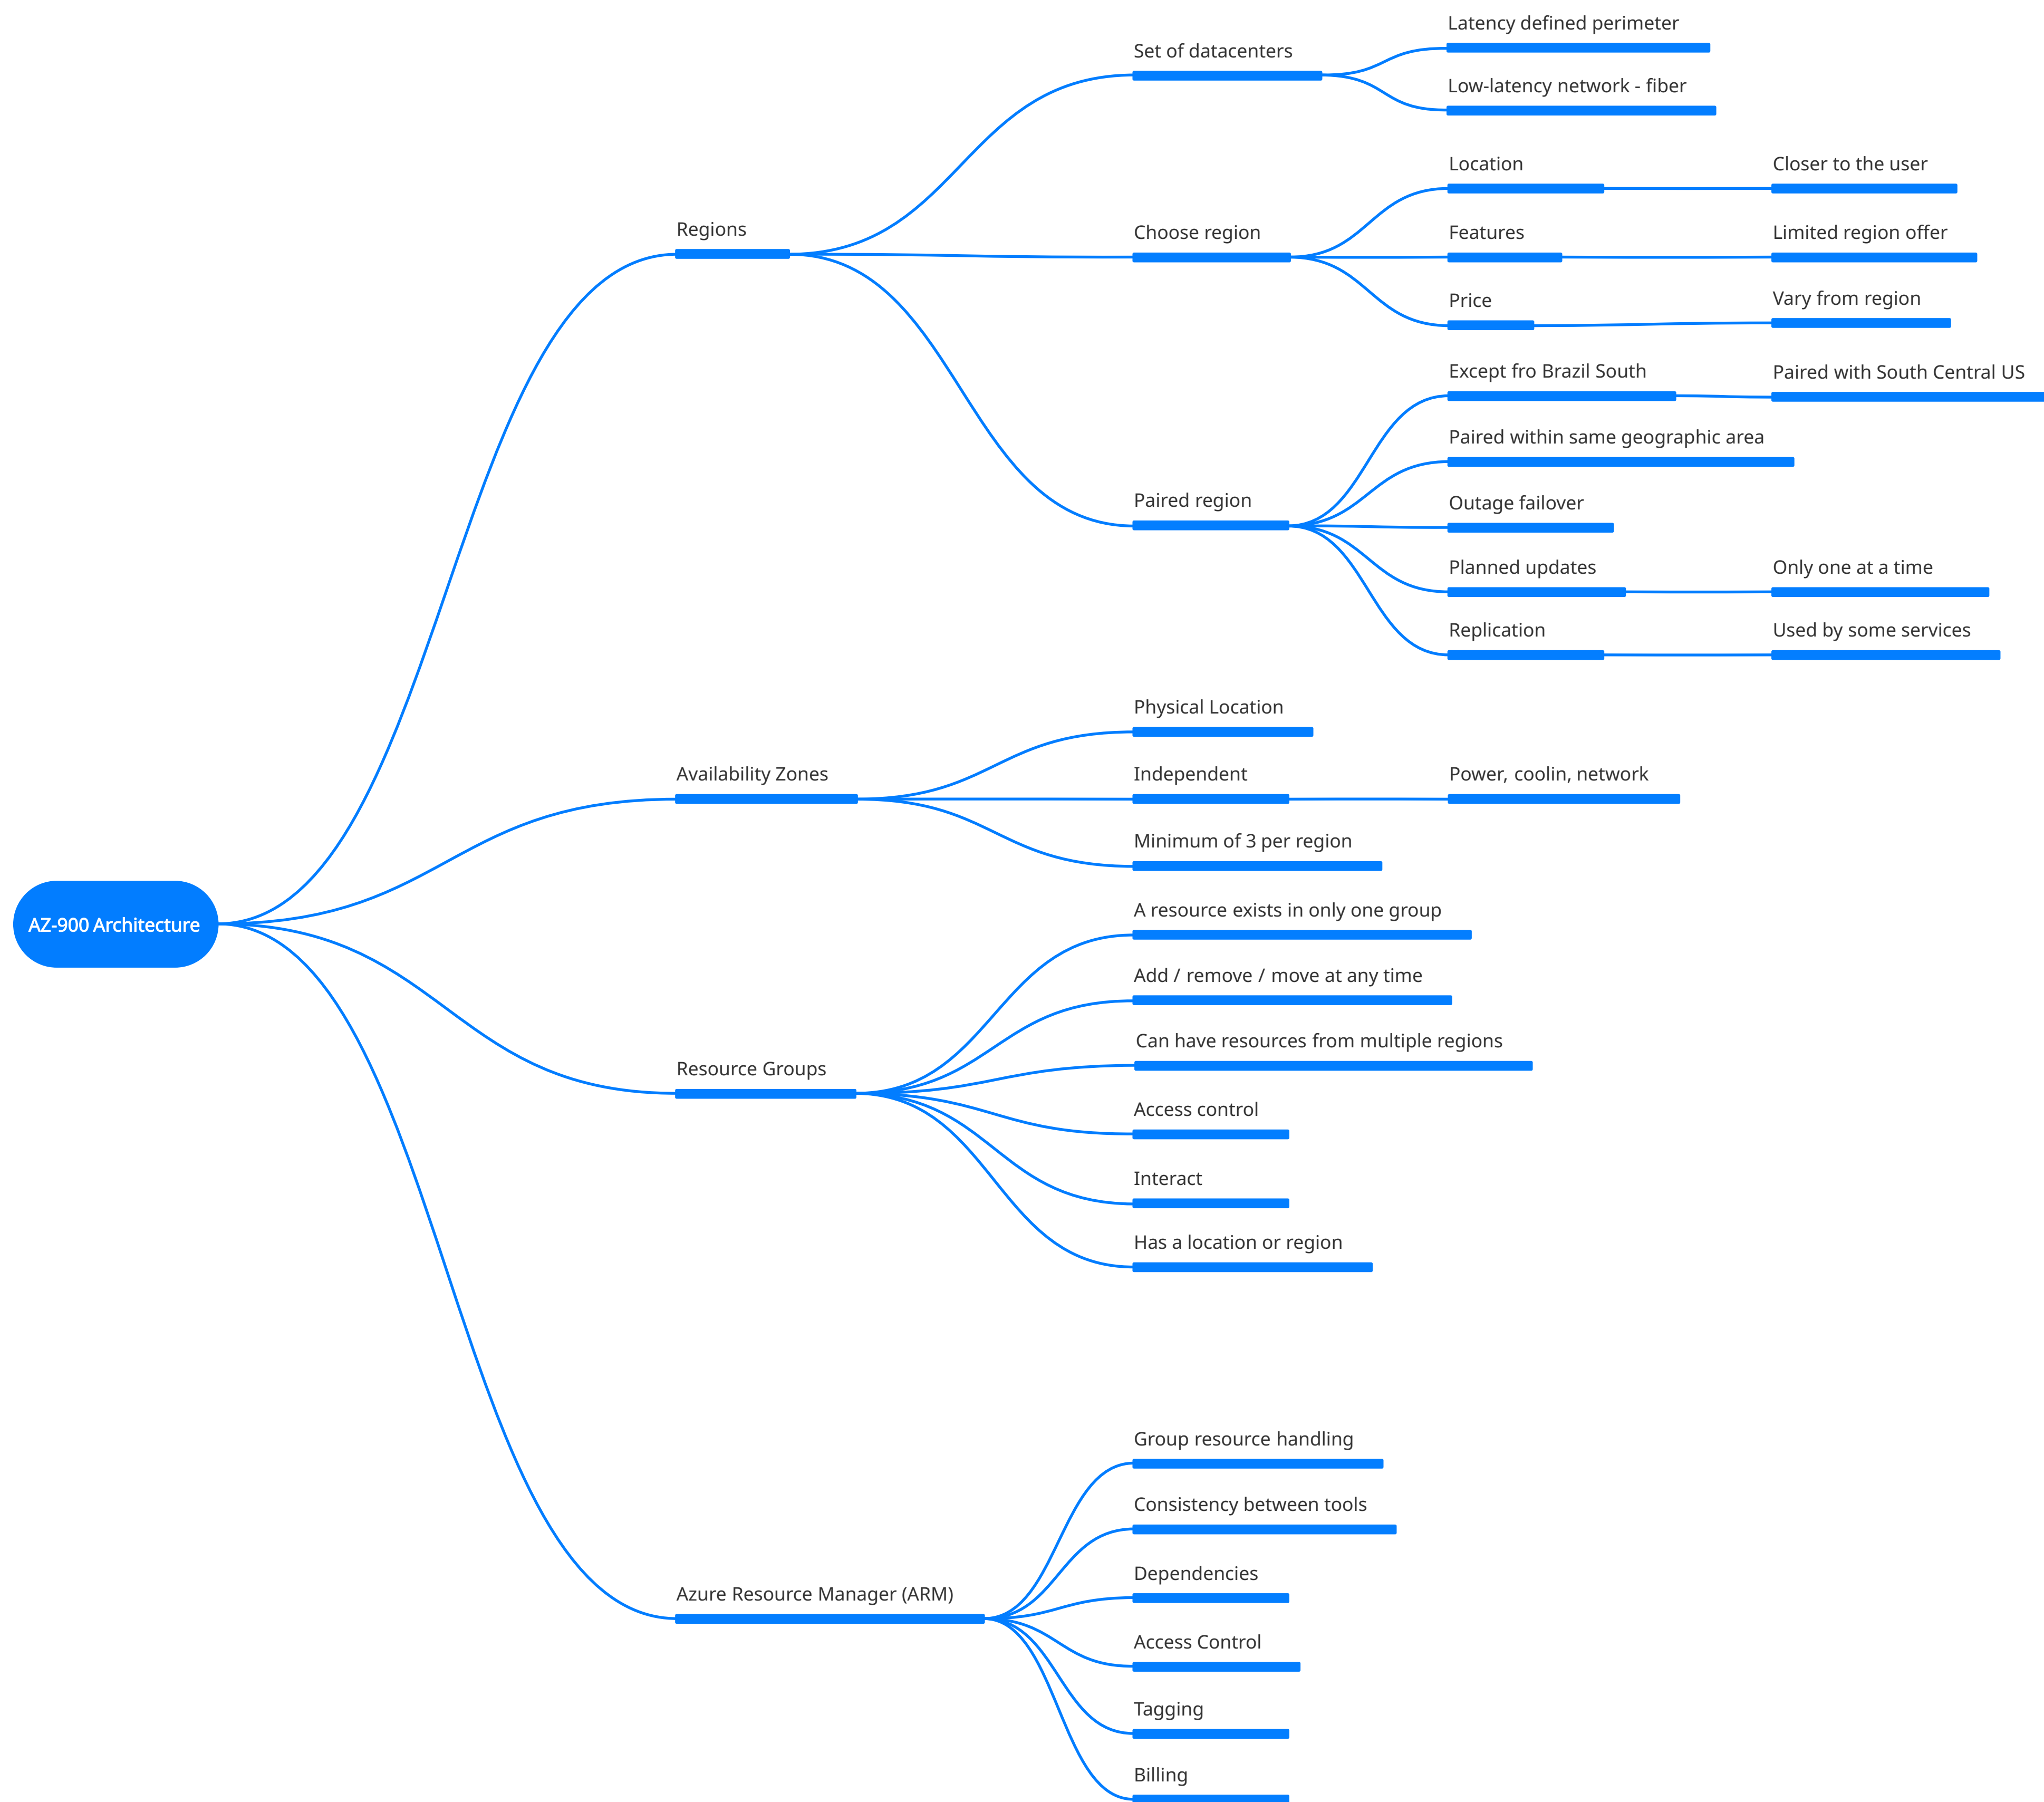 AZ-900 Architecture
Regions
Set of datacenters
Latency defined perimeter
Low-latency network - fiber
Choose region
Location
Closer to the user
Features
Limited region offer
Price
Vary from region
Paired region
Except fro Brazil South
Paired with South Central US
Paired within same geographic area
Outage failover
Planned updates
Only one at a time
Replication
Used by some services
Availability Zones
Physical Location
Independent
Power, coolin, network
Minimum of 3 per region
Resource Groups
A resource exists in only one group
Add / remove / move at any time
Can have resources from multiple regions
Access control
Interact
Has a location or region
Azure Resource Manager (ARM)
Group resource handling
Consistency between tools
Dependencies
Access Control
Tagging
Billing